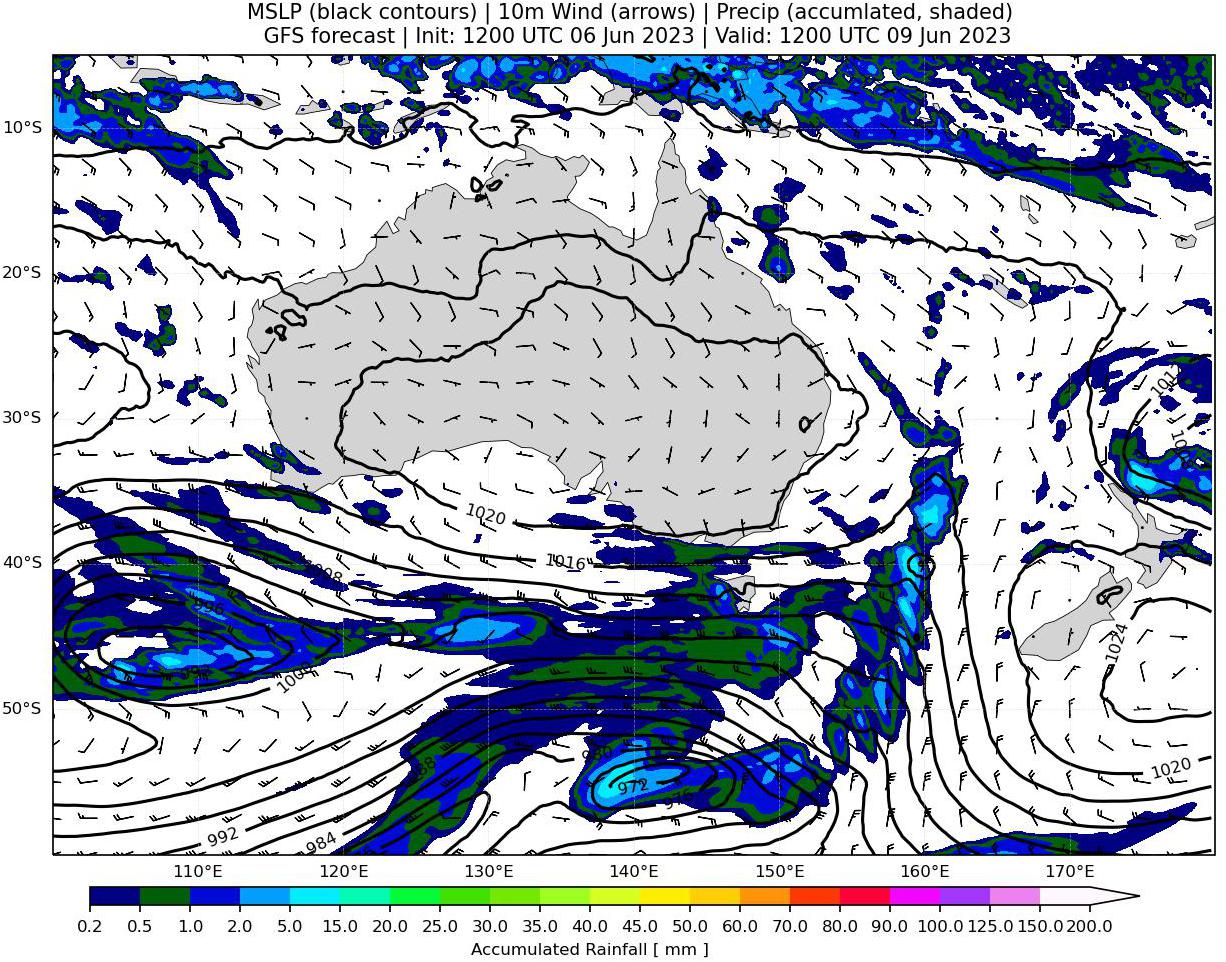 MSLP (black contours) | 10m Wind (arrows) | Precip (accumlated, shaded)
GFS forecast | Init: 1200 UTC 06 Jun 2023 | Valid: 1200 UTC 09 Jun 2023
10°S
20°S
30°S
40°S
50°S
1012
1020
1016
1008
996
1000
1024
980
988
972
976
1020
992
984
110°E
120°E
130°E
140°E
150°E
160°E
170°E
0.2 0.5 1.0 2.0 5.0 15.0 20.0 25.0 30.0 35.0 40.0 45.0 50.0 60.0 70.0 80.0 90.0 100.0 125.0 150.0 200.0
Accumulated Rainfall [ mm ]